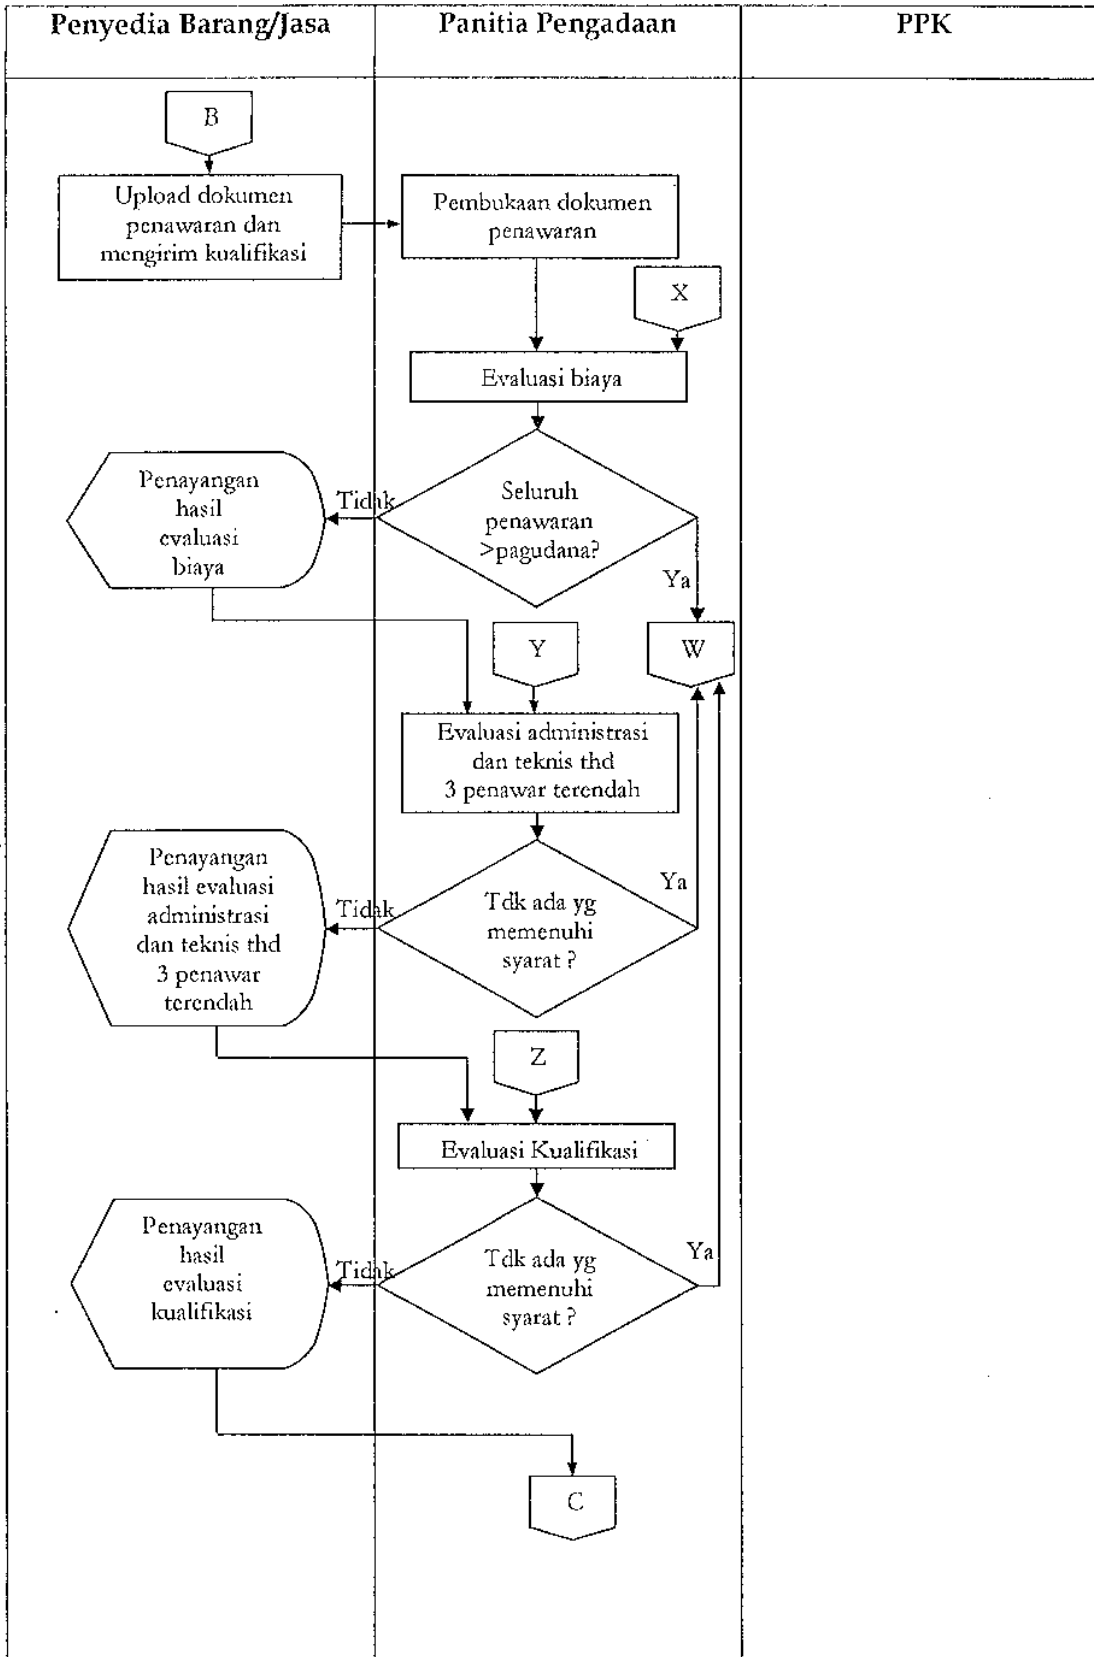 Penyedia Barang/Jasa
Panitia Pengadaan
PPK
B
Upload dokumen
penawaran dan
mengirim kualifikasi
Pembukaan dokumen
penawaran
X
Evaluasi biaya
Seluruh
penawaran
>pagudana?
Tidak
Ya
Penayangan
hasil
evaluasi
biaya
Y
W
Evaluasi administrasi
dan teknis thd
3 penawar terendah
Tdk ada yg
memenuhi
syarat ?
Tidak
Ya
Penayangan
hasil evaluasi
administrasi
dan teknis thd
3 penawar
terendah
Z
Evaluasi Kualifikasi
Tdk ada yg
memenuhi
syarat ?
Tidak
Ya
Penayangan
hasil
evaluasi
kualifikasi
C